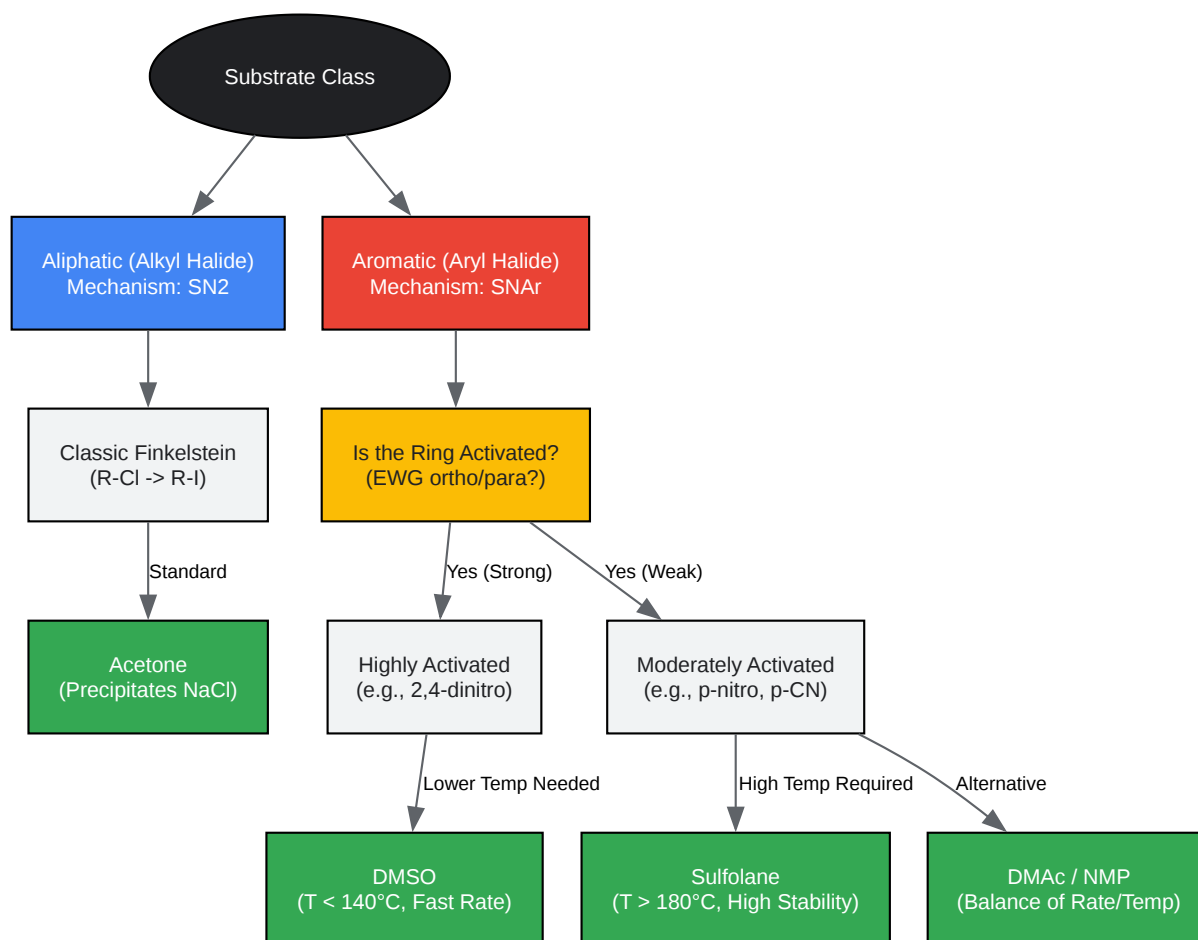 Substrate Class
Aliphatic (Alkyl Halide)
Mechanism: SN2
Aromatic (Aryl Halide)
Mechanism: SNAr
Classic Finkelstein
(R-Cl -> R-I)
Is the Ring Activated?
(EWG ortho/para?)
Standard
Yes (Strong)
Yes (Weak)
Acetone
(Precipitates NaCl)
Highly Activated
(e.g., 2,4-dinitro)
Moderately Activated
(e.g., p-nitro, p-CN)
Lower Temp Needed
High Temp Required
Alternative
DMSO
(T < 140°C, Fast Rate)
Sulfolane
(T > 180°C, High Stability)
DMAc / NMP
(Balance of Rate/Temp)